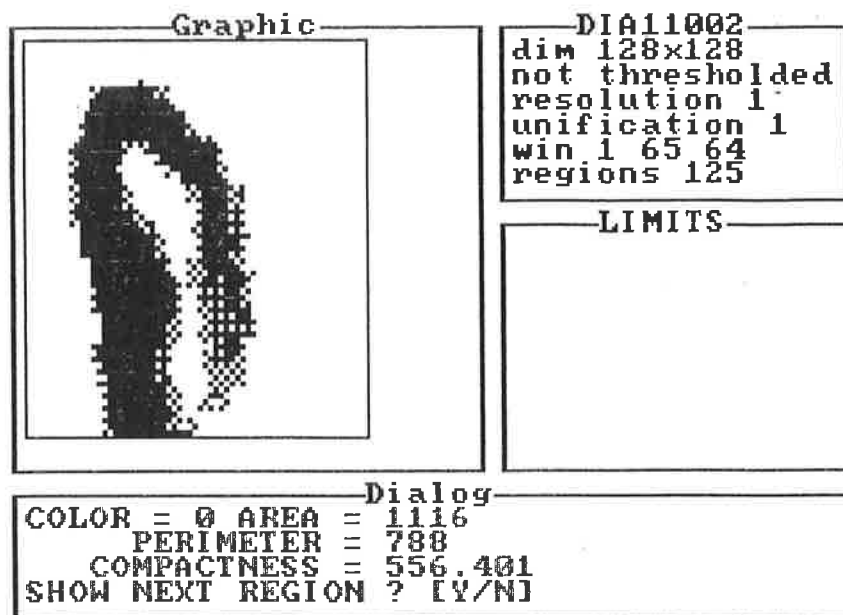 Graphic
DIA11002
dim 128x128
not thresholded
resolution 1
unification 1
win 1 65 64
regions 125
LIMITS
Dialog
COLOR = 0 AREA = 1116
PERIMETER = 788
COMPACTNESS = 556.401
SHOW NEXT REGION ? [Y/N]